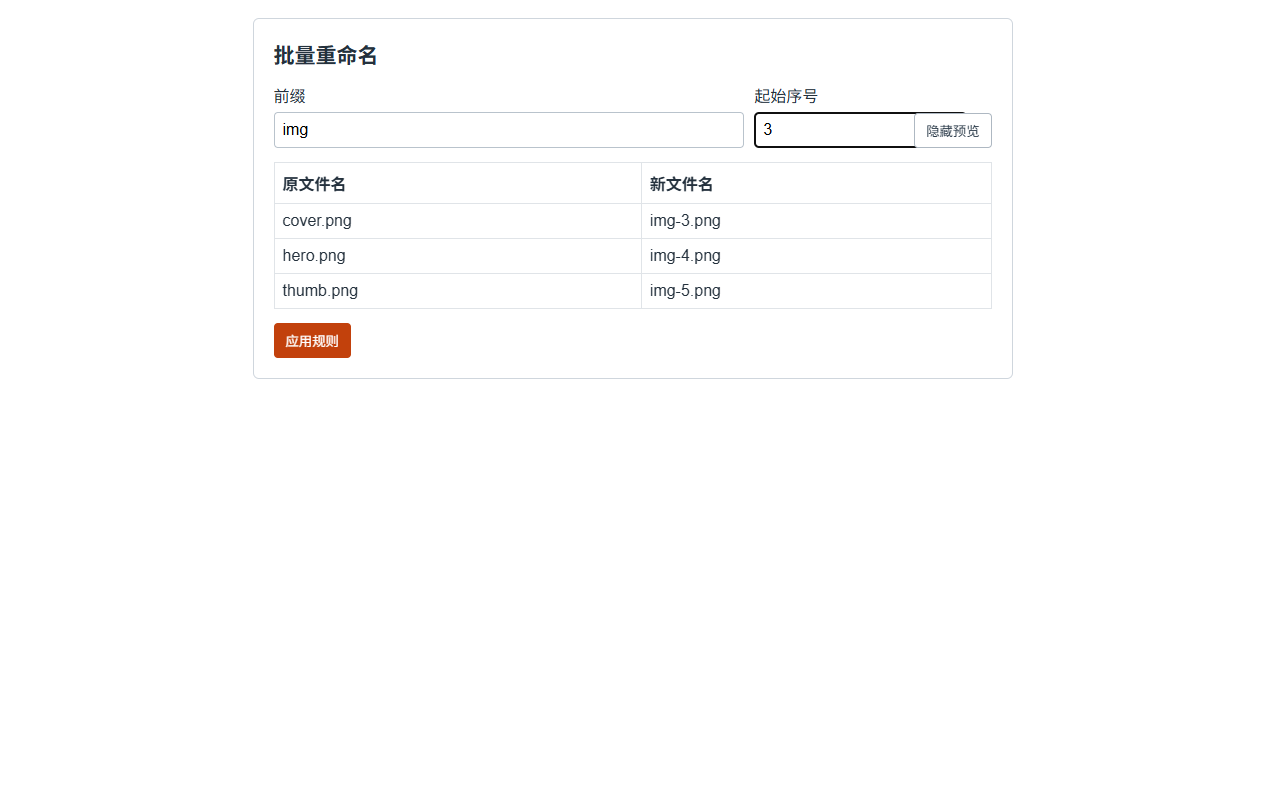 批量重命名
前缀 起始序号
img 3 隐藏预览
原文件名 新文件名
cover.png img-3.png
hero.png img-4.png
thumb.png img-5.png
应用规则